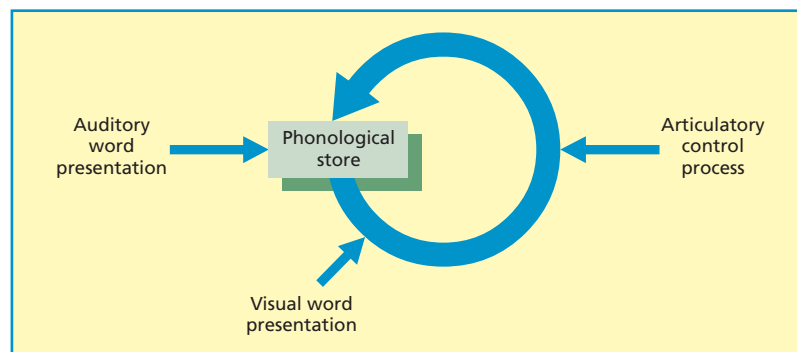 Auditory
word
presentation
Phonological
store
Articulatory
control
process
Visual word
presentation